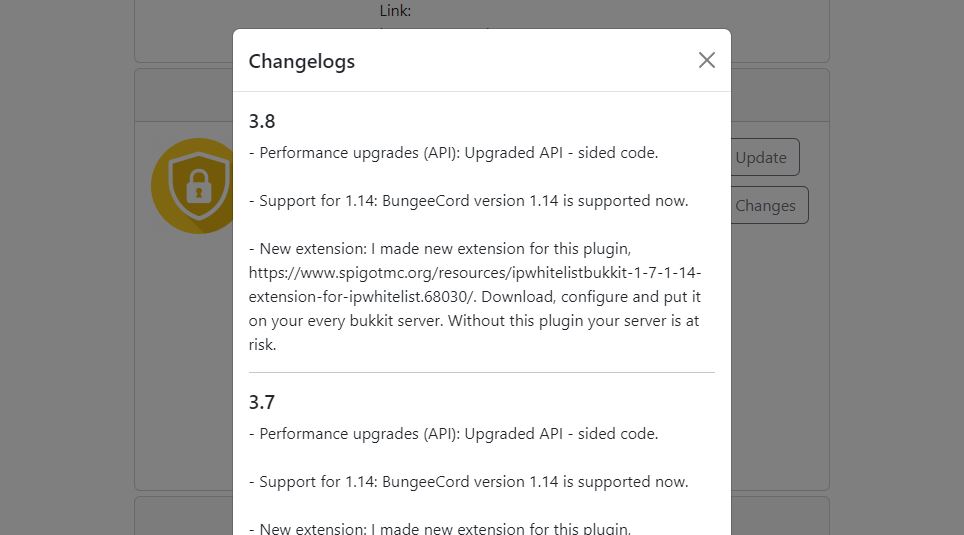 Link:
Changelogs
3.8
- Performance upgrades (API): Upgraded API - sided code.
- Support for 1.14: BungeeCord version 1.14 is supported now.
- New extension: I made new extension for this plugin,
https://www.spigotmc.org/resources/ipwhitelistbukkit-1-7-1-14-
extension-for-ipwhitelist.68030/. Download, configure and put it
on your every bukkit server. Without this plugin your server is at
risk.
Update
Changes
3.7
- Performance upgrades (API): Upgraded API - sided code.
- Support for 1.14: BungeeCord version 1.14 is supported now.
- New extension: I made new extension for this plugin,